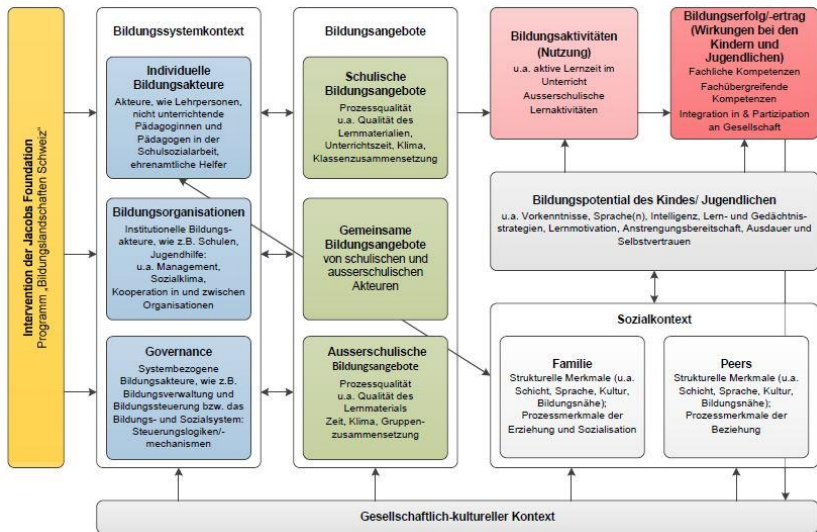 Intervention der Jacobs Foundation
Programm „Bildungslandschaften Schweiz“
Bildungssystemkontext
Individuelle
Bildungsakteure
Akteure, wie Lehrpersonen,
nicht unterrichtende
Pädagoginnen und
Pädagogen in der
Schulsozialarbeit,
ehrenamtliche Helfer
Bildungsorganisationen
Institutionelle Bildungs-
akteure, wie z.B. Schulen,
Jugendhilfe:
u.a. Management,
Sozialklima,
Kooperation in und zwischen
Organisationen
Governance
Systembezogene
Bildungsakteure, wie z.B.
Bildungsverwaltung und
Bildungssteuerung bzw. das
Bildungs- und Sozialsystem:
Steuerungslogiken/-
mechanismen
Bildungsangebote
Schulische
Bildungsangebote
Prozessqualität
u.a. Qualität des
Lernmaterialien,
Unterrichtszeit, Klima,
Klassenzusammensetzung
Gemeinsame
Bildungsangebote
von schulischen und
ausserschulischen
Akteuren
Ausserschulische
Bildungsangebote
Prozessqualität
u.a. Qualität des
Lernmaterials
Zeit, Klima, Gruppen-
zusammensetzung
Bildungsaktivitäten
(Nutzung)
u.a. aktive Lernzeit im
Unterricht
Ausserschulische
Lernaktivitäten
Bildungserfolg/-ertrag
(Wirkungen bei den
Kindern und
Jugendlichen)
Fachliche Kompetenzen
Fachübergreifende
Kompetenzen
Integration in & Partizipation
an Gesellschaft
Bildungspotential des Kindes/ Jugendlichen
u.a. Vorkenntnisse, Sprache(n), Intelligenz, Lern- und Gedächtnis-
strategien, Lernmotivation, Anstrengungsbereitschaft, Ausdauer und
Selbstvertrauen
Sozialkontext
Familie
Strukturelle Merkmale (u.a.
Schicht, Sprache, Kultur,
Bildungsnähe);
Prozessmerkmale der
Erziehung und Sozialisation
Peers
Strukturelle Merkmale (u.a.
Schicht, Sprache, Kultur,
Bildungsnähe);
Prozessmerkmale der
Beziehung
Gesellschaftlich-kultureller Kontext